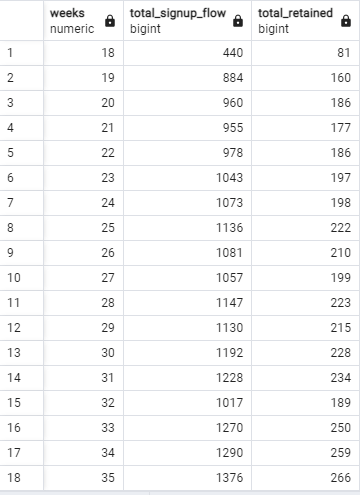 weeks total_signup_flow total_retained
numeric bigint bigint
1 18 440 81
2 19 884 160
3 20 960 186
4 21 955 177
5 22 978 186
6 23 1043 197
7 24 1073 198
8 25 1136 222
9 26 1081 210
10 27 1057 199
11 28 1147 223
12 29 1130 215
13 30 1192 228
14 31 1228 234
15 32 1017 189
16 33 1270 250
17 34 1290 259
18 35 1376 266